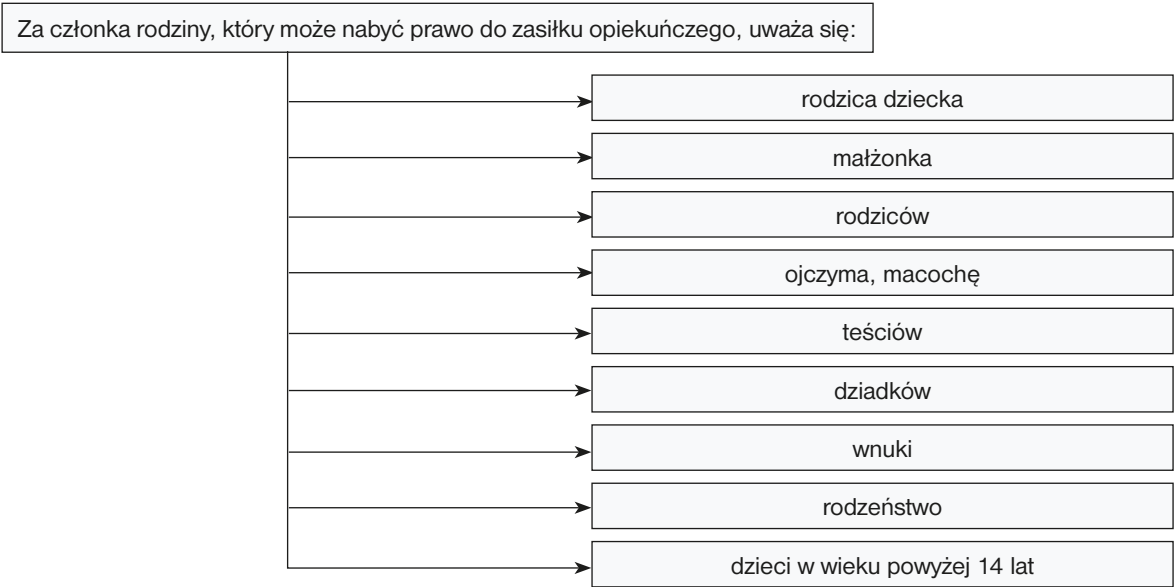 Za członka rodziny, który może nabyć prawo do zasiłku opiekuńczego, uważa się:
rodzica dziecka
małżonka
rodziców
ojczyma, macochę
teściów
dziadków
wnuki
rodzeństwo
dzieci w wieku powyżej 14 lat